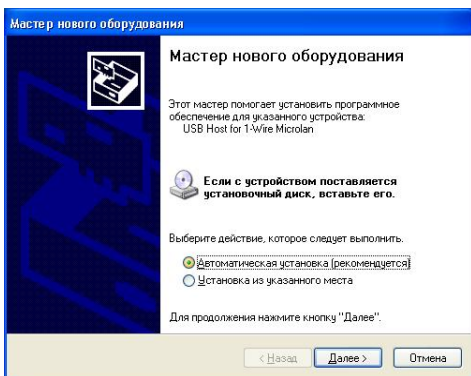 Мастер нового оборудования
Мастер нового оборудования
Этот мастер помогает установить программное
обеспечение для указанного устройства:
USB Host for 1-Wire Microlan
Если с устройством поставляется
установочный диск, вставьте его.
Выберите действие, которое следует выполнить.
Автоматическая установка (рекомендуется)
Установка из указанного места
Для продолжения нажмите кнопку "Далее".
< Назад Далее > Отмена